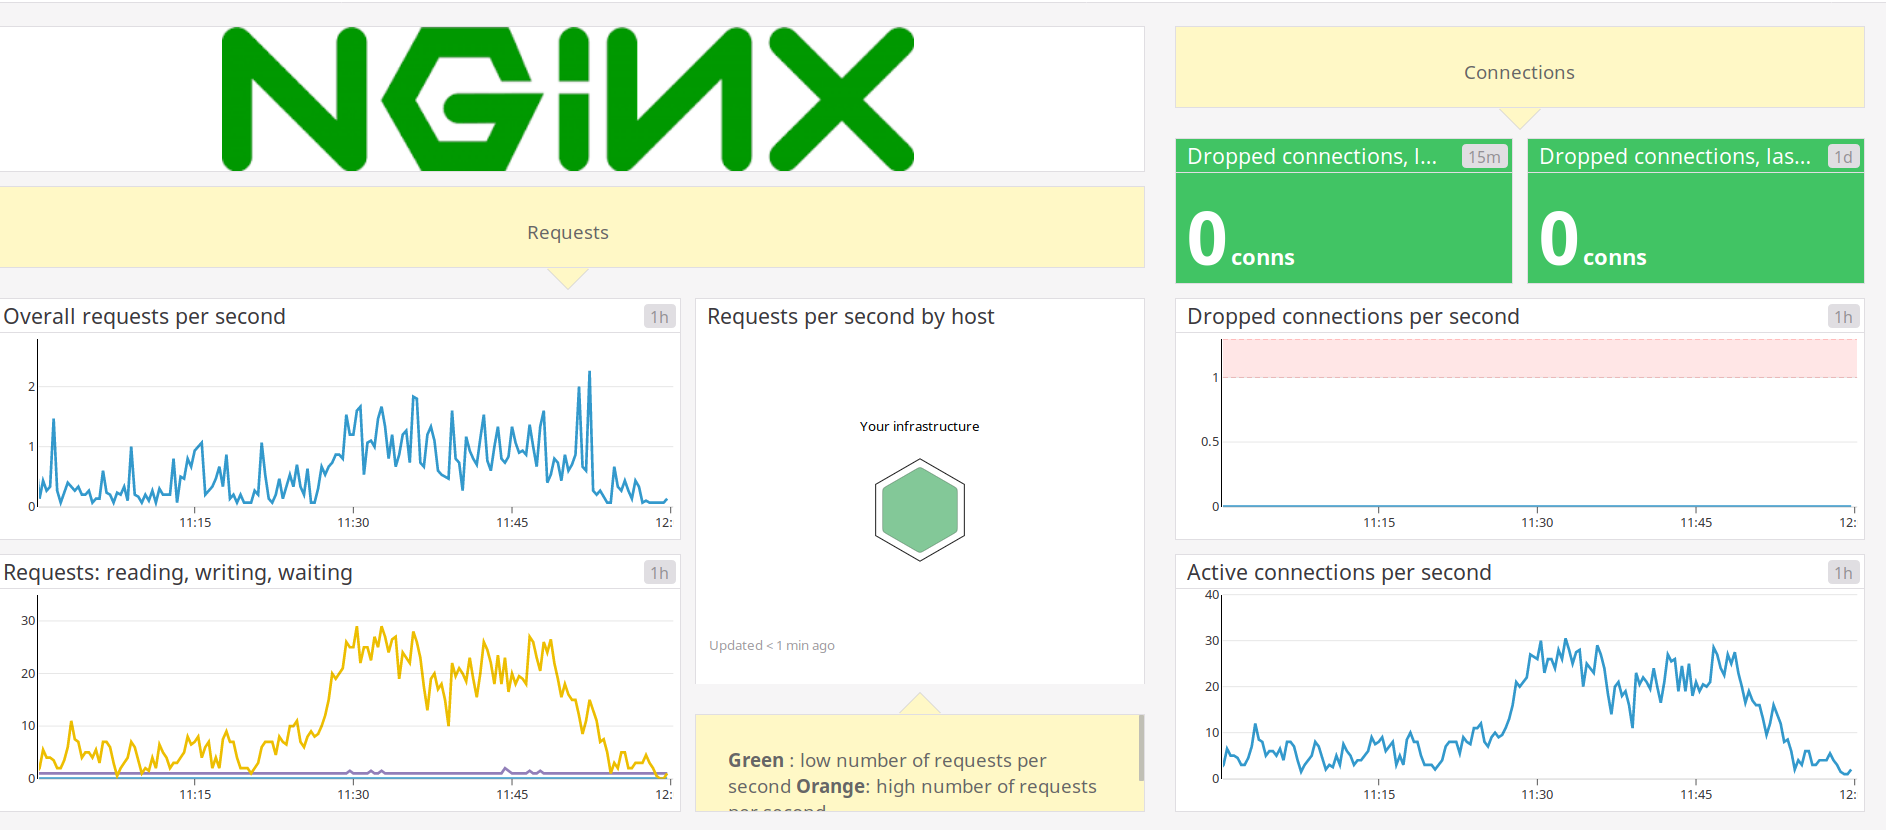 NGiNX
Requests
Overall requests per second 1h
2
1
0
11:15 11:30 11:45 12:
Requests: reading, writing, waiting 1h
30
20
10
0
11:15 11:30 11:45 12:
Requests per second by host
Your infrastructure
Updated < 1 min ago
Green : low number of requests per
second Orange: high number of requests
per second
Connections
Dropped connections, l... 15m
0 conns
Dropped connections, las... 1d
0 conns
Dropped connections per second 1h
1
0.5
0
11:15 11:30 11:45 12:
Active connections per second 1h
40
30
20
10
0
11:15 11:30 11:45 12: